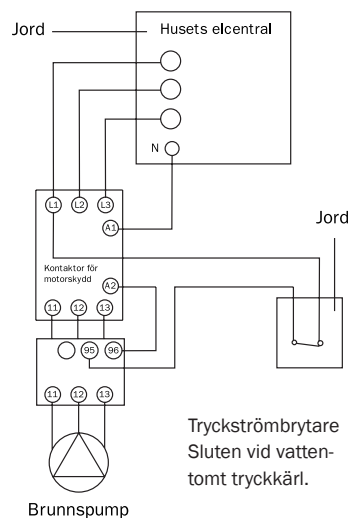 Jord
Husets elcentral
N
L1
L2
L3
A1
Jord
Kontaktor för
motorskydd
A2
11
12
13
95
96
11
12
13
Tryckströmbrytare
Sluten vid vatten-
tomt tryckkärl.
Brunnspump